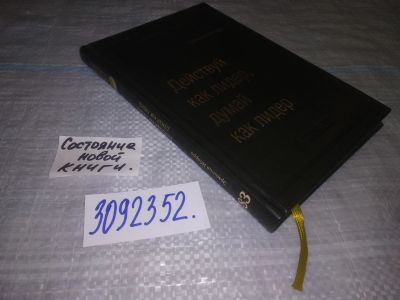 Действуй
как лидер,
думай
как лидер
Состояние
новой
книги.
3092352.